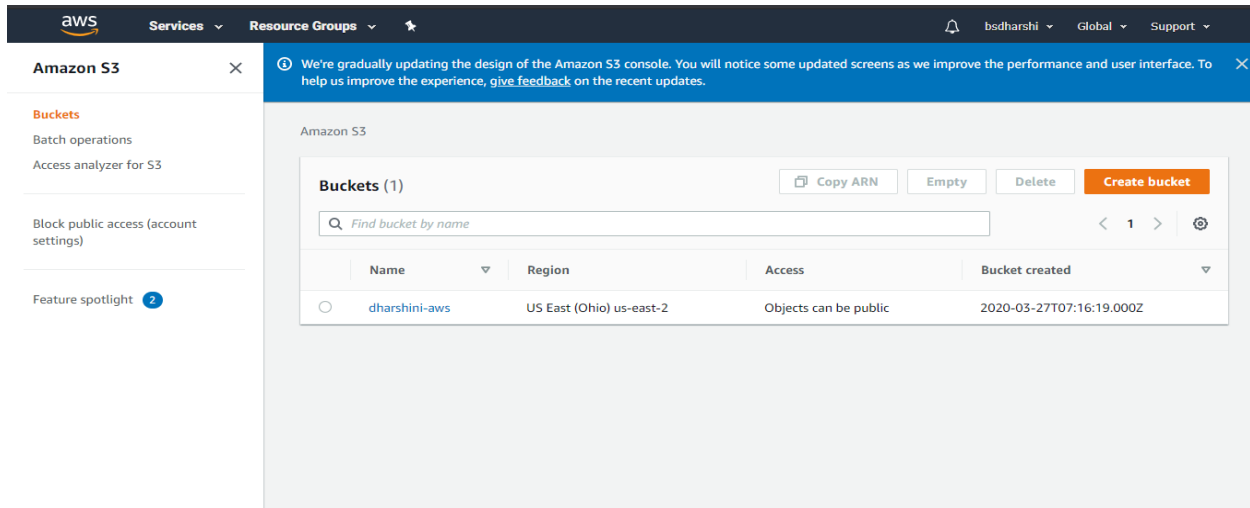 aws Services Resource Groups bsdharshi Global Support
Amazon S3
We're gradually updating the design of the Amazon S3 console. You will notice some updated screens as we improve the performance and user interface. To
help us improve the experience, give feedback on the recent updates.
Buckets
Batch operations
Access analyzer for S3
Block public access (account
settings)
Feature spotlight 2
Amazon S3
Buckets (1) Copy ARN Empty Delete Create bucket
Find bucket by name 1
Name Region Access Bucket created
dharshini-aws US East (Ohio) us-east-2 Objects can be public 2020-03-27T07:16:19.000Z